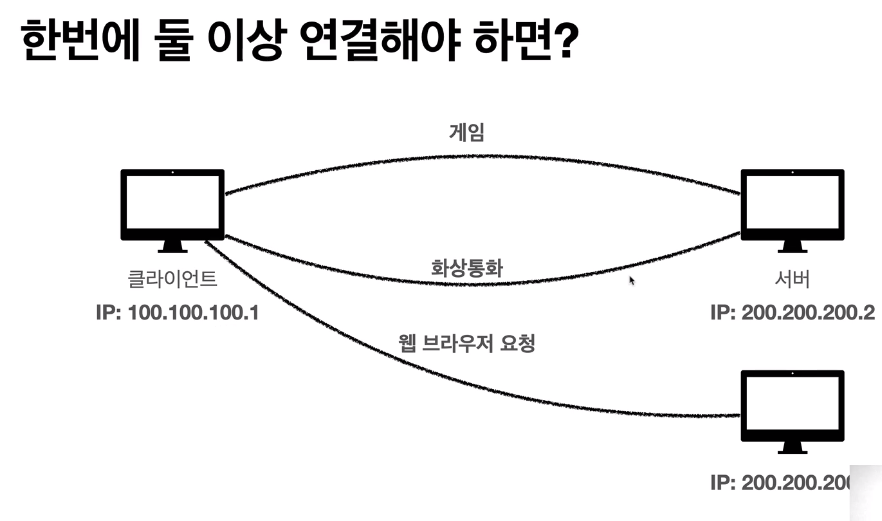 한번에 둘 이상 연결해야 하면?
게임
화상통화
클라이언트
서버
IP: 100.100.100.1
IP: 200.200.200.2
웹 브라우저 요청
IP: 200.200.200